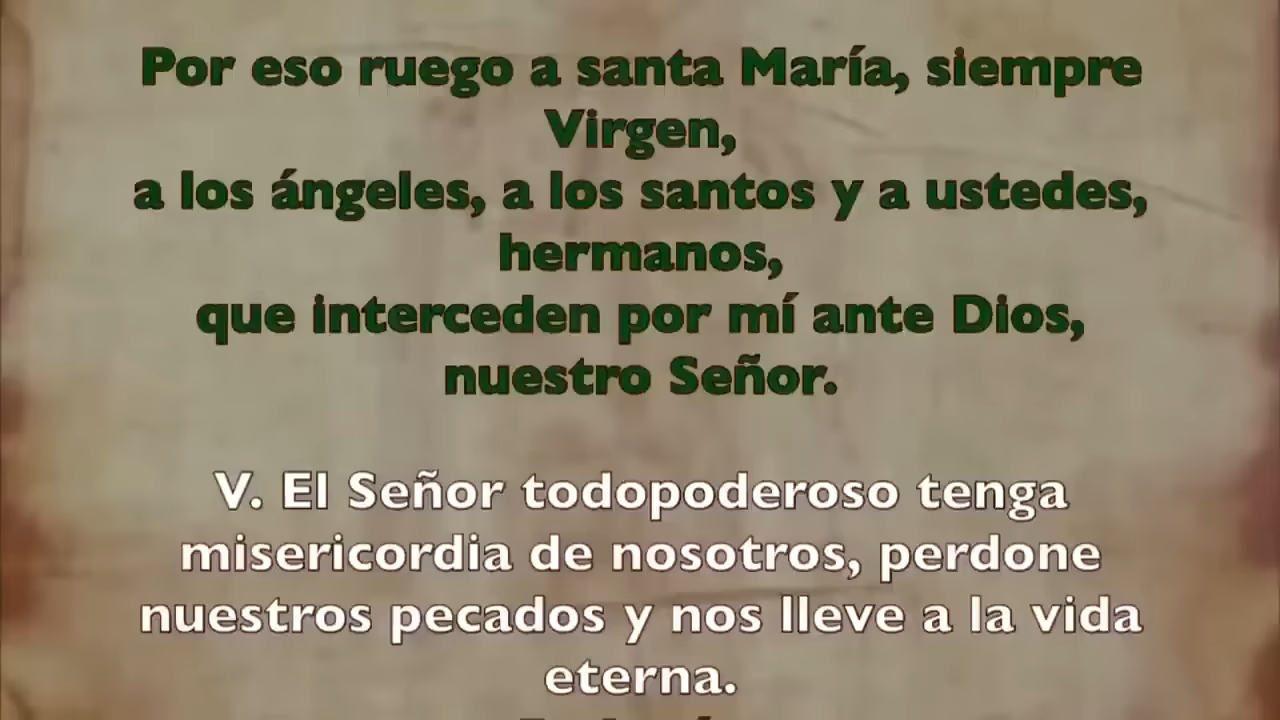 Por eso ruego a santa María, siempre
Virgen,
a los ángeles, a los santos y a ustedes,
hermanos,
que interceden por mí ante Dios,
nuestro Señor.
V. El Señor todopoderoso tenga
misericordia de nosotros, perdone
nuestros pecados y nos lleve a la vida
eterna.